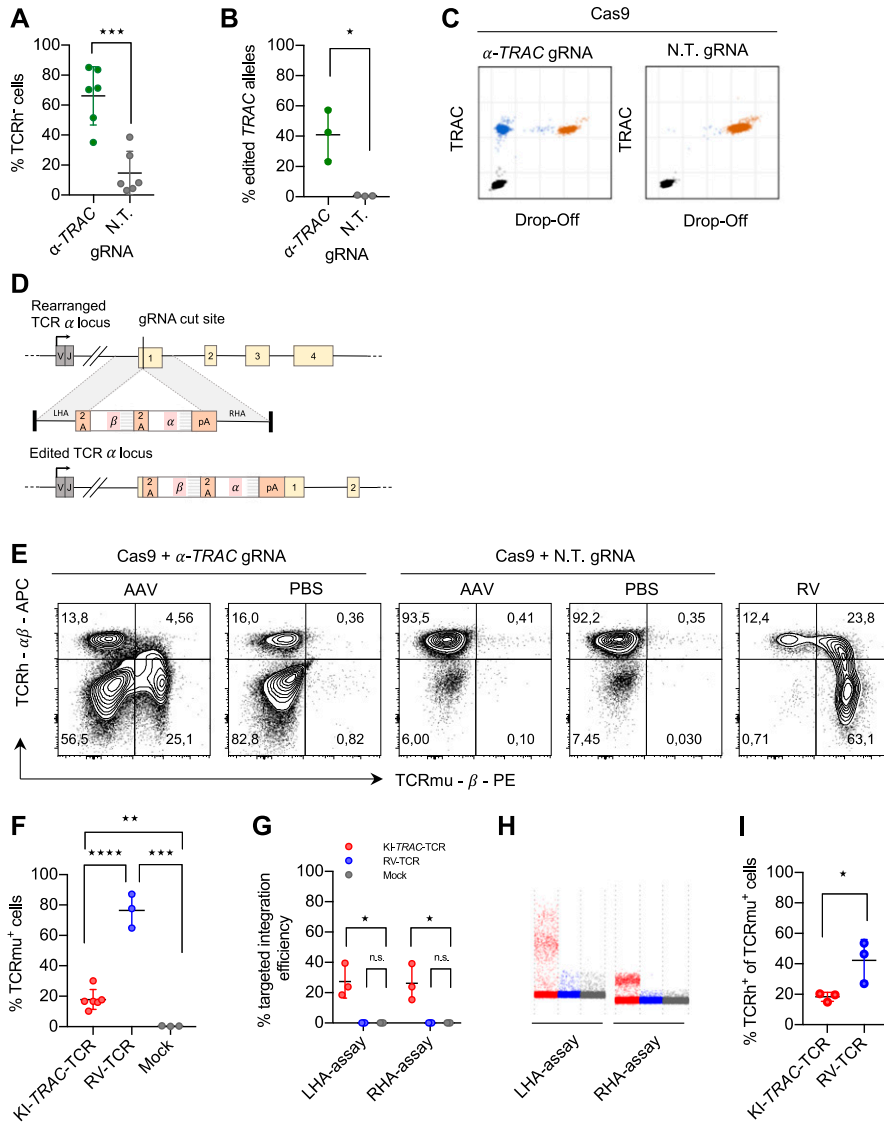 A
% TCRh⁻ cells
100
80
60
40
20
0
★★★
α-TRAC
N.T.
gRNA
B
% edited TRAC alleles
100
80
60
40
20
0
★
α-TRAC
N.T.
gRNA
C
Cas9
α-TRAC gRNA
N.T. gRNA
TRAC
TRAC
Drop-Off
Drop-Off
D
Rearranged
TCR α locus
gRNA cut site
V J
1
2
3
4
LHA
2A
β
2A
α
pA
RHA
Edited TCR α locus
V J
2A
β
2A
α
pA
1
2
E
Cas9 + α-TRAC gRNA
Cas9 + N.T. gRNA
AAV
PBS
AAV
PBS
RV
TCRh - αβ - APC
13,8
4,56
56,5
25,1
16,0
0,36
82,8
0,82
93,5
0,41
6,00
0,10
92,2
0,35
7,45
0,030
12,4
23,8
0,71
63,1
TCRmu - β - PE
F
% TCRmu⁺ cells
100
80
60
40
20
0
★★
★★★★
★★★
KI-TRAC-TCR
RV-TCR
Mock
G
% targeted integration
efficiency
100
80
60
40
20
0
KI-TRAC-TCR
RV-TCR
Mock
★
n.s.
★
n.s.
LHA-assay
RHA-assay
H
LHA-assay
RHA-assay
I
% TCRh⁺ of TCRmu⁺ cells
100
80
60
40
20
0
★
KI-TRAC-TCR
RV-TCR